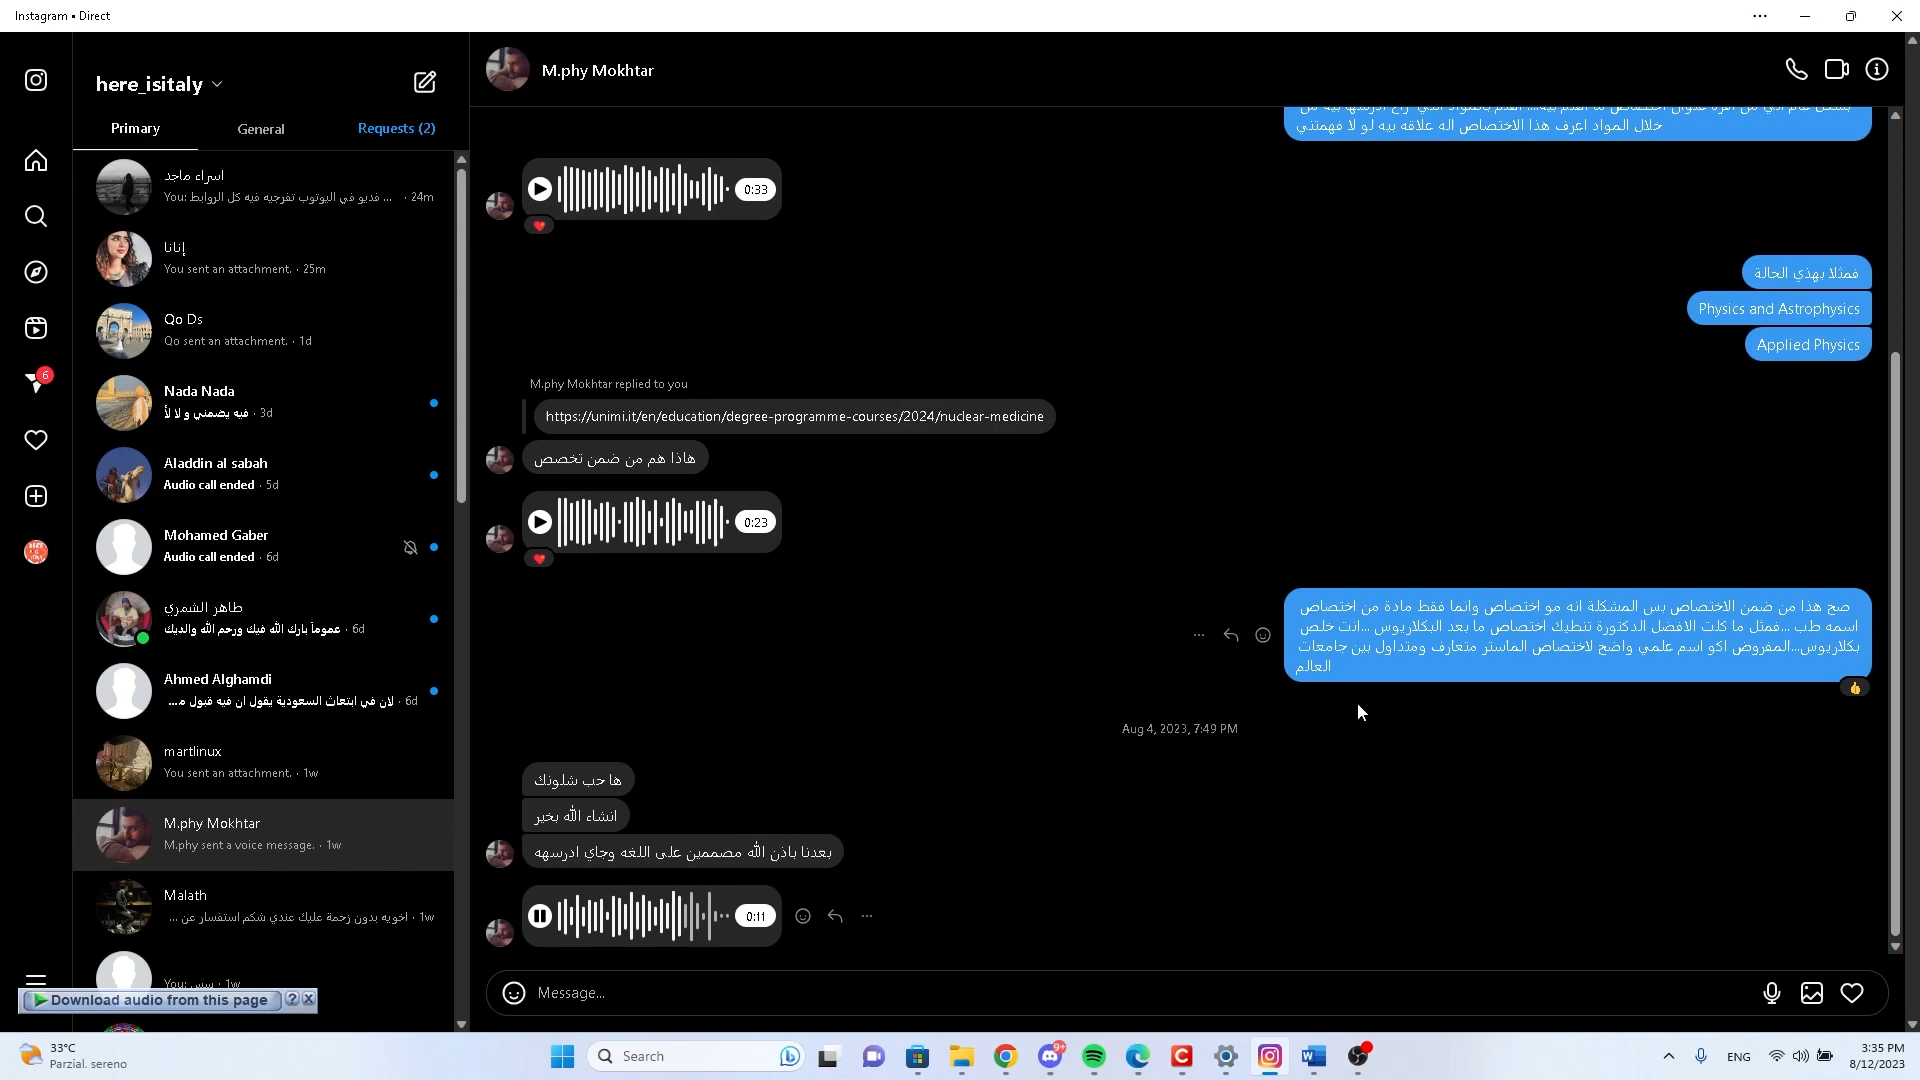 Instagram • Direct
here_isitaly
Primary
General
Requests (2)
6
اسراء ماجد
You: فديو في اليوتوب تفرجيه فيه كل الروابط ... · 24m
إنانا
You sent an attachment. · 25m
Qo Ds
Qo sent an attachment. · 1d
Nada Nada
فيه يضمني و لا لأ · 3d
Aladdin al sabah
Audio call ended · 5d
Mohamed Gaber
Audio call ended · 6d
طاهر الشمري
عموماً بارك الله فيك ورحم الله والديك · 6d
Ahmed Alghamdi
لان في ابتعاث السعودية يقول ان فيه قبول م... · 6d
martlinux
You sent an attachment. · 1w
M.phy Mokhtar
M.phy sent a voice message. · 1w
Malath
اخويه بدون زحمة عليك عندي شكم استفسار عن ... · 1w
You: سس · 1w
Download audio from this page
?
M.phy Mokhtar
خلال المواد اعرف هذا الاختصاص اله علاقه بيه لو لا فهمتني
0:33
فمثلا بهذي الحالة
Physics and Astrophysics
Applied Physics
M.phy Mokhtar replied to you
https://unimi.it/en/education/degree-programme-courses/2024/nuclear-medicine
هاذا هم من ضمن تخصص
0:23
صح هذا من ضمن الاختصاص بس المشكلة انه مو اختصاص وانما فقط مادة من اختصاص
اسمه طب ...فمثل ما كلت الافضل الدكتورة تنطيك اختصاص ما بعد البكلاريوس ...انت خلص
بكلاريوس...المفروض اكو اسم علمي واضح لاختصاص الماستر متعارف ومتداول بين جامعات
العالم
Aug 4, 2023, 7:49 PM
ها حب شلونك
انشاء الله بخير
بعدنا باذن الله مصممين على اللغه وجاي ادرسهه
0:11
Message...
33°C
Parzial. sereno
Search
9+
ENG
3:35 PM
8/12/2023